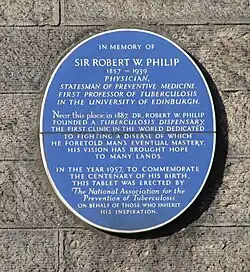 IN MEMORY OF
SIR ROBERT W. PHILIP
1857 – 1939
PHYSICIAN,
STATESMAN OF PREVENTIVE MEDICINE,
FIRST PROFESSOR OF TUBERCULOSIS
IN THE UNIVERSITY OF EDINBURGH.
Near this place, in 1887, DR. ROBERT W. PHILIP
FOUNDED A TUBERCULOSIS DISPENSARY,
THE FIRST CLINIC IN THE WORLD DEDICATED
TO FIGHTING A DISEASE OF WHICH
HE FORETOLD MAN'S EVENTUAL MASTERY.
HIS VISION HAS BROUGHT HOPE
TO MANY LANDS.
IN THE YEAR 1957, TO COMMEMORATE
THE CENTENARY OF HIS BIRTH,
THIS TABLET WAS ERECTED BY
The National Association for the
Prevention of Tuberculosis
ON BEHALF OF THOSE WHO INHERIT
HIS INSPIRATION.